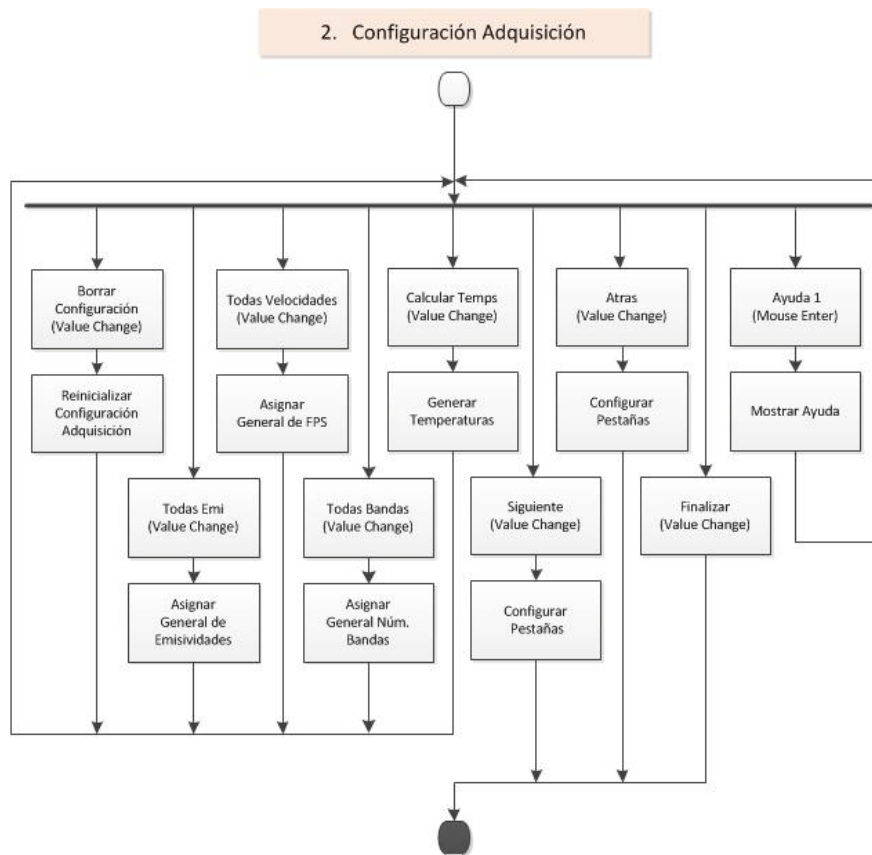 2. Configuración Adquisición
Borrar
Configuración
(Value Change)
Todas Velocidades
(Value Change)
Calcular Temps
(Value Change)
Atras
(Value Change)
Ayuda 1
(Mouse Enter)
Reinicializar
Configuración
Adquisición
Asignar
General de FPS
Generar
Temperaturas
Configurar
Pestañas
Mostrar Ayuda
Todas Emi
(Value Change)
Todas Bandas
(Value Change)
Siguiente
(Value Change)
Finalizar
(Value Change)
Asignar
General de
Emisividades
Asignar
General Núm.
Bandas
Configurar
Pestañas